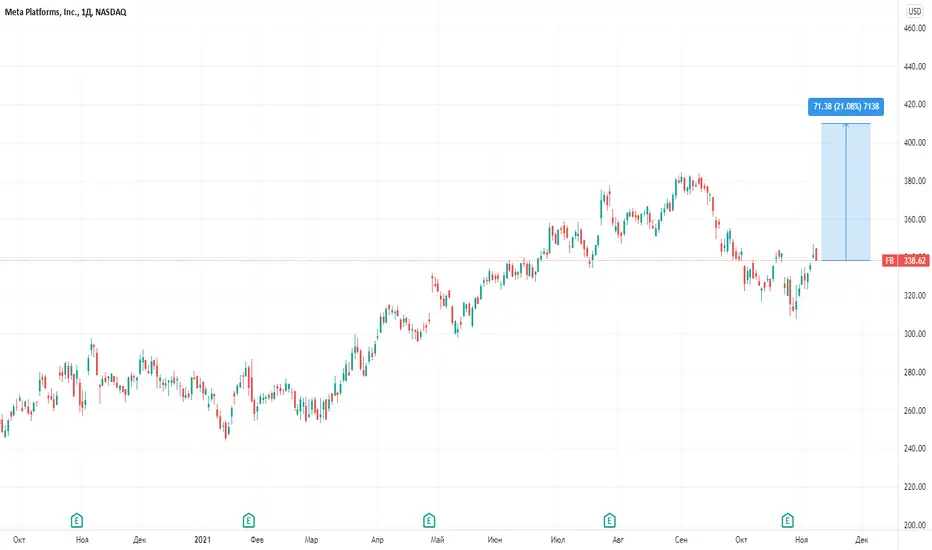 Meta Platforms, Inc., 1Д, NASDAQ
USD
460.00
440.00
420.00
71.38 (21.08%) 7138
400.00
380.00
360.00
FB 338.62
320.00
300.00
280.00
260.00
240.00
220.00
200.00
E E E E E
Окт Ноя Дек 2021 Фев Мар Апр Май Июн Июл Авг Сен Окт Ноя Дек